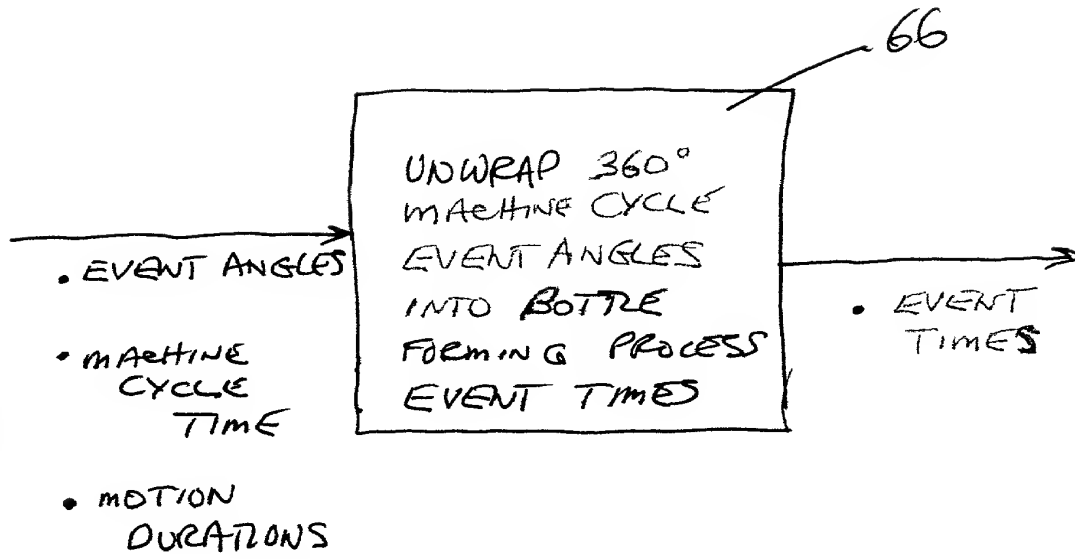 66
UNWRAP 360°
MACHINE CYCLE
EVENT ANGLES
INTO BOTTLE
FORMING PROCESS
EVENT TIMES
• EVENT ANGLES
• MACHINE
CYCLE
TIME
• MOTION
DURATIONS
• EVENT
TIMES